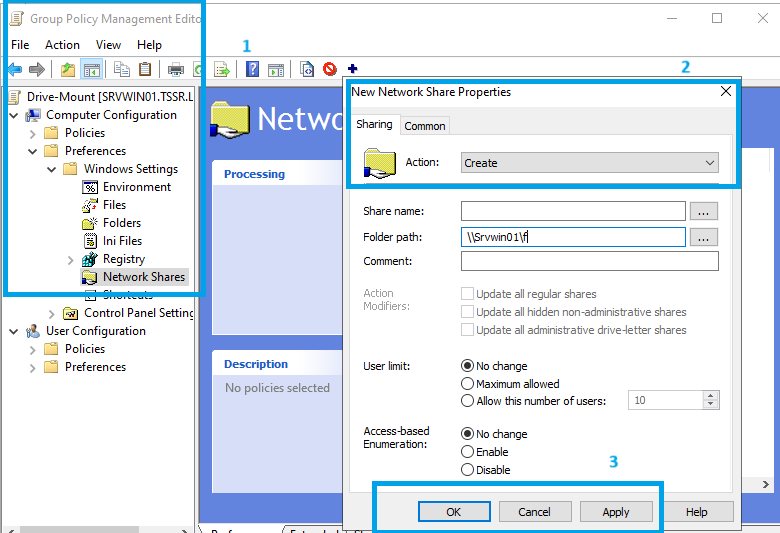 Group Policy Management Edito
File Action View Help
1
2
Drive-Mount [SRVWIN01.TSSR.L
Computer Configuration
Policies
Preferences
Windows Settings
Environment
Files
Folders
Ini Files
Registry
Network Shares
Shortcuts
Control Panel Setting
User Configuration
Policies
Preferences
Netwo
Processing
Description
No policies selected
New Network Share Properties
Sharing Common
Action: Create
Share name: ...
Folder path: \\Srvwin01\f ...
Comment:
Action
Modifiers:
Update all regular shares
Update all hidden non-administrative shares
Update all administrative drive-letter shares
User limit: No change
Maximum allowed
Allow this number of users: 10
Access-based
Enumeration:
No change
Enable
Disable
3
OK Cancel Apply Help